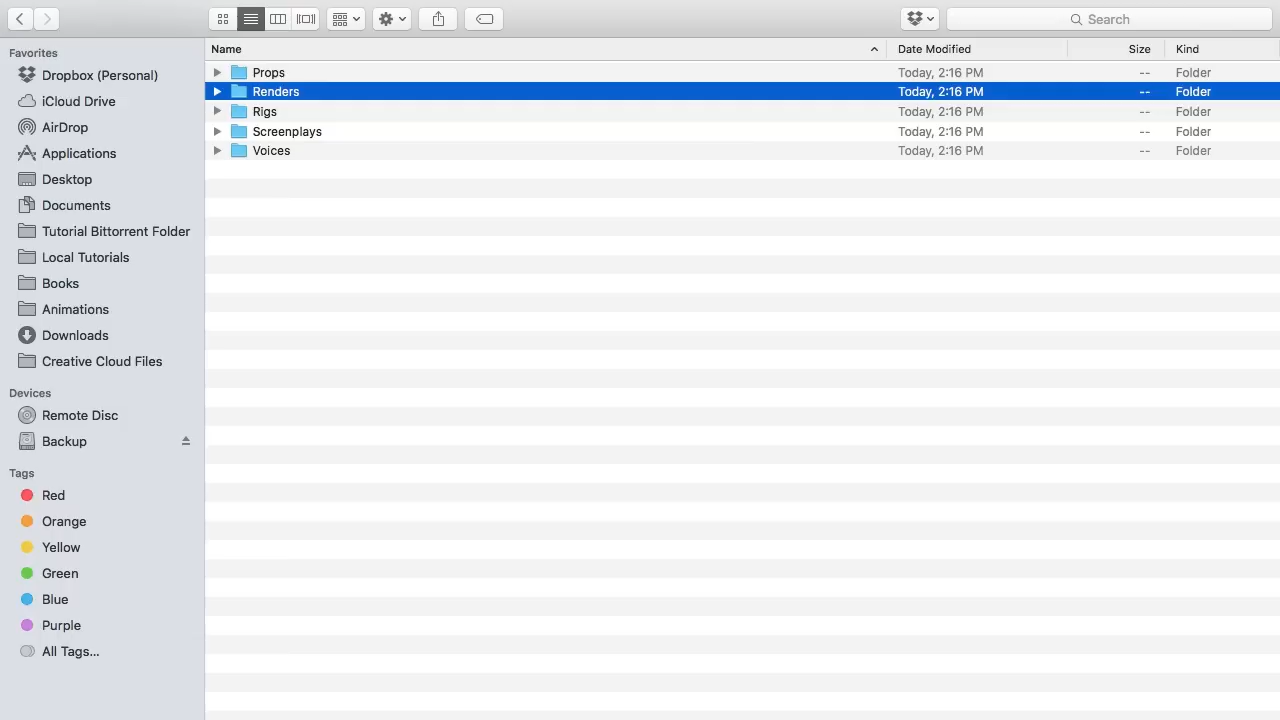 Search
Favorites
Dropbox (Personal)
iCloud Drive
AirDrop
Applications
Desktop
Documents
Tutorial Bittorrent Folder
Local Tutorials
Books
Animations
Downloads
Creative Cloud Files
Devices
Remote Disc
Backup
Tags
Red
Orange
Yellow
Green
Blue
Purple
All Tags...
Name Date Modified Size Kind
Props Today, 2:16 PM -- Folder
Renders Today, 2:16 PM -- Folder
Rigs Today, 2:16 PM -- Folder
Screenplays Today, 2:16 PM -- Folder
Voices Today, 2:16 PM -- Folder